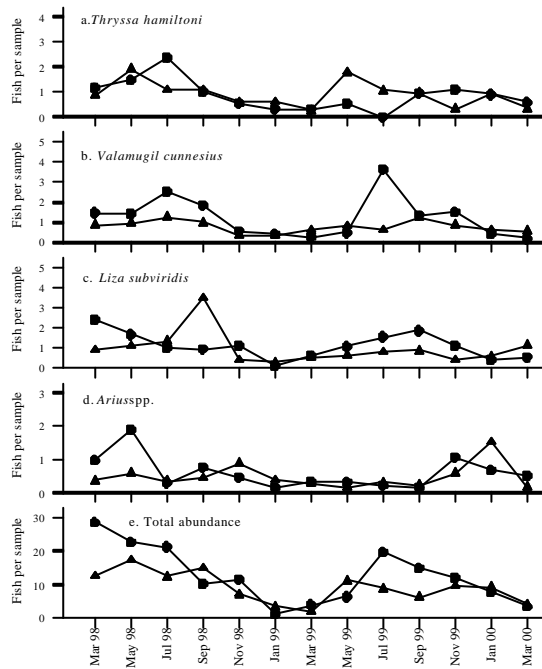 a.Thryssa hamiltoni
Fish per sample
4
3
2
1
0
b. Valamugil cunnesius
Fish per sample
5
4
3
2
1
0
c. Liza subviridis
Fish per sample
5
4
3
2
1
0
d. Ariusspp.
Fish per sample
3
2
1
0
e. Total abundance
Fish per sample
30
20
10
0
Mar 98
May 98
Jul 98
Sep 98
Nov 98
Jan 99
Mar 99
May 99
Jul 99
Sep 99
Nov 99
Jan 00
Mar 00